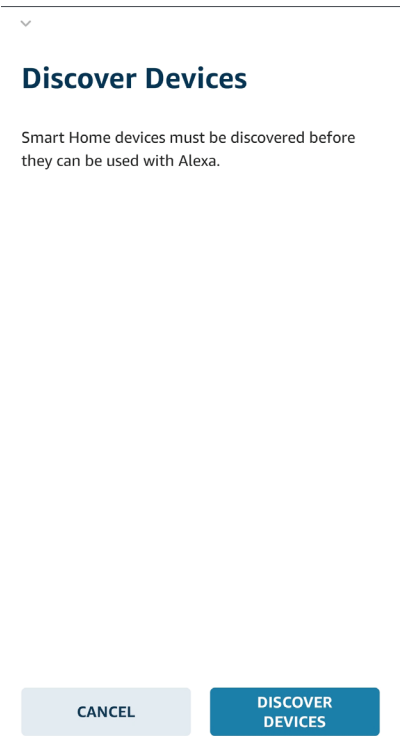 Discover Devices
Smart Home devices must be discovered before
they can be used with Alexa.
CANCEL
DISCOVER
DEVICES